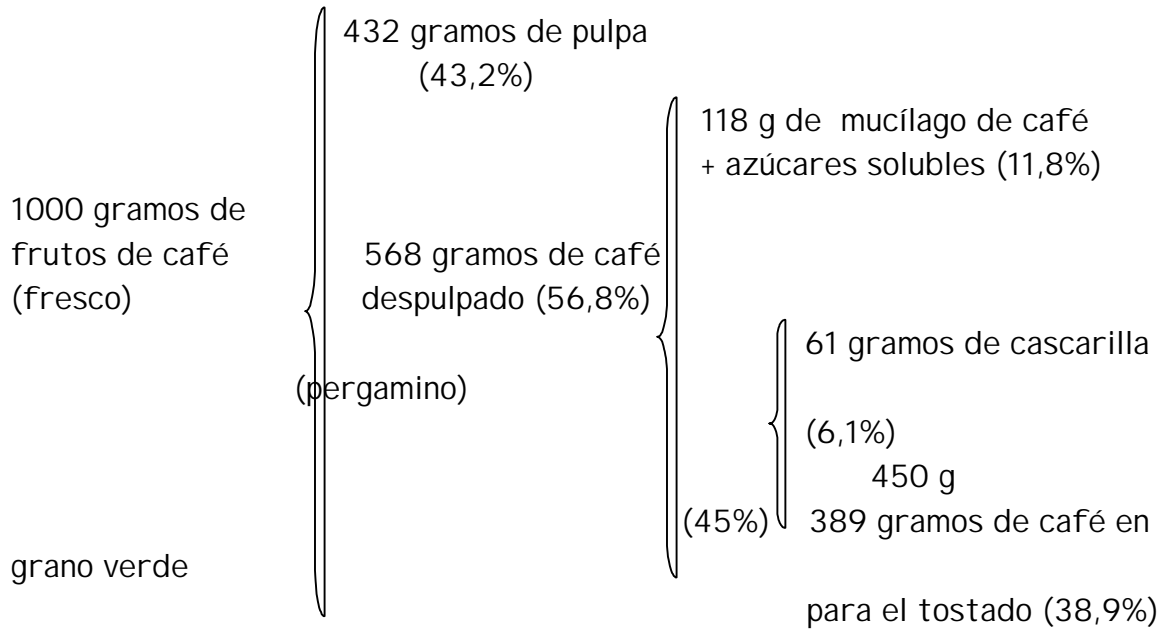 432 gramos de pulpa
(43,2%)
118 g de mucílago de café
+ azúcares solubles (11,8%)
1000 gramos de
frutos de café
(fresco)
568 gramos de café
despulpado (56,8%)
61 gramos de cascarilla
(pergamino)
(6,1%)
450 g
(45%) 389 gramos de café en
grano verde
para el tostado (38,9%)